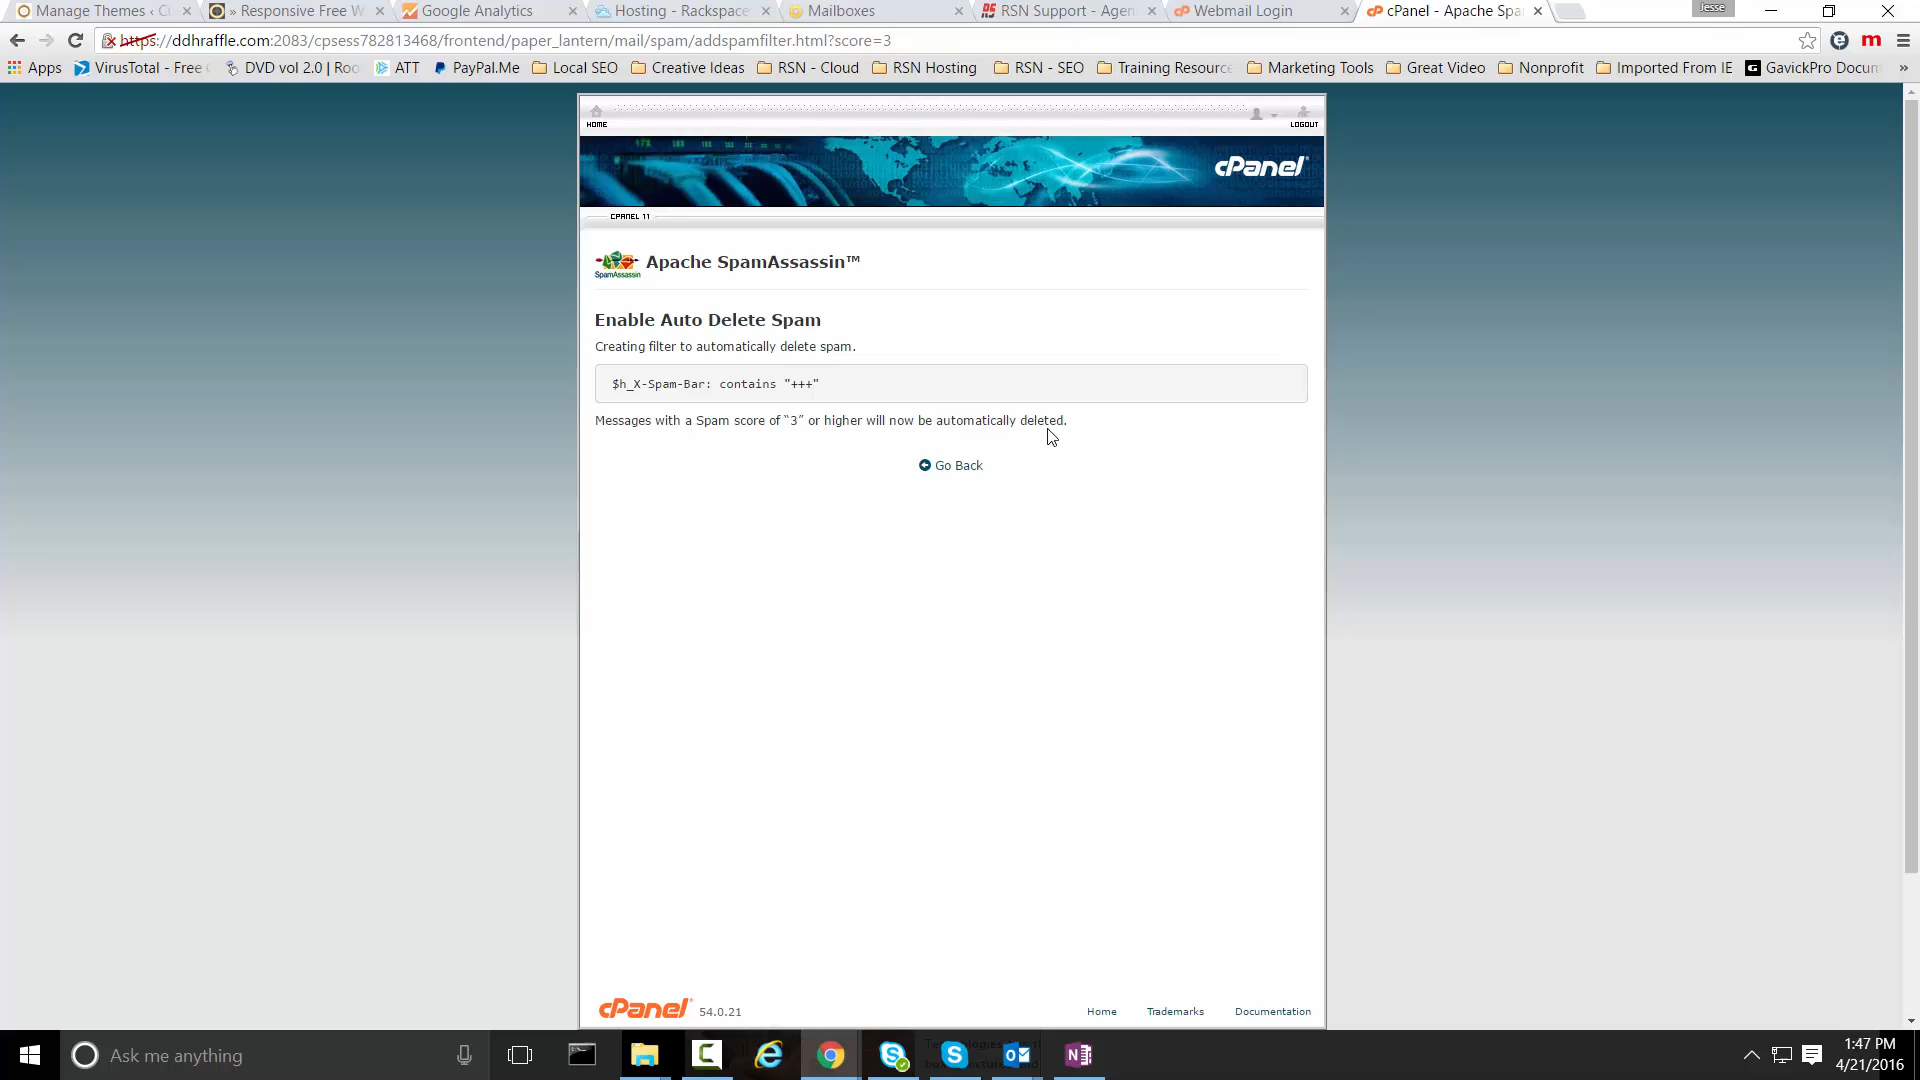 Manage Themes ‹ C
» Responsive Free W
Google Analytics
Hosting - Rackspace
Mailboxes
RSN Support - Agen
Webmail Login
cPanel - Apache Spa
Jesse
https://ddhraffle.com:2083/cpsess782813468/frontend/paper_lantern/mail/spam/addspamfilter.html?score=3
Apps
VirusTotal - Free
DVD vol 2.0 | Roo
ATT
PayPal.Me
Local SEO
Creative Ideas
RSN - Cloud
RSN Hosting
RSN - SEO
Training Resource
Marketing Tools
Great Video
Nonprofit
Imported From IE
GavickPro Docum
»
HOME
LOGOUT
cPanel
CPANEL 11
SpamAssassin
Apache SpamAssassin™
Enable Auto Delete Spam
Creating filter to automatically delete spam.
$h_X-Spam-Bar: contains "+++"
Messages with a Spam score of “3” or higher will now be automatically deleted.
Go Back
cPanel 54.0.21
Home
Trademarks
Documentation
Ask me anything
1:47 PM
4/21/2016